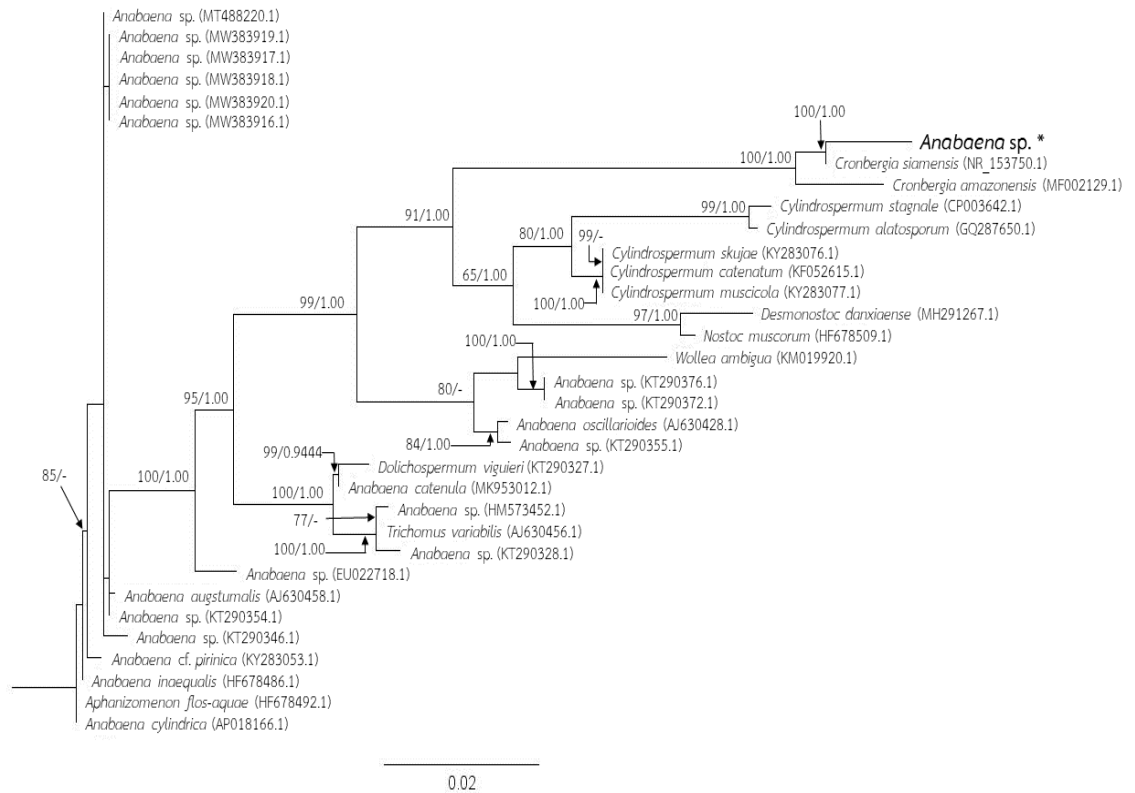 Anabaena sp. (MT488220.1)
Anabaena sp. (MW383919.1)
Anabaena sp. (MW383917.1)
Anabaena sp. (MW383918.1)
Anabaena sp. (MW383920.1)
Anabaena sp. (MW383916.1)
100/1.00
Anabaena sp. *
100/1.00
Cronbergia siamensis (NR_153750.1)
Cronbergia amazonensis (MF002129.1)
99/1.00
Cylindrospermum stagnale (CP003642.1)
91/1.00
Cylindrospermum alatosporum (GQ287650.1)
80/1.00
99/-
Cylindrospermum skujae (KY283076.1)
Cylindrospermum catenatum (KF052615.1)
65/1.00
Cylindrospermum muscicola (KY283077.1)
100/1.00
99/1.00
97/1.00
Desmonostoc danxiaense (MH291267.1)
Nostoc muscorum (HF678509.1)
100/1.00
Wollea ambigua (KM019920.1)
Anabaena sp. (KT290376.1)
80/-
Anabaena sp. (KT290372.1)
95/1.00
Anabaena oscillarioides (AJ630428.1)
84/1.00
Anabaena sp. (KT290355.1)
99/0.9444
Dolichospermum viguieri (KT290327.1)
85/-
100/1.00
Anabaena catenula (MK953012.1)
100/1.00
Anabaena sp. (HM573452.1)
77/-
Trichomus variabilis (AJ630456.1)
100/1.00
Anabaena sp. (KT290328.1)
Anabaena sp. (EU022718.1)
Anabaena augstumalis (AJ630458.1)
Anabaena sp. (KT290354.1)
Anabaena sp. (KT290346.1)
Anabaena cf. pirinica (KY283053.1)
Anabaena inaequalis (HF678486.1)
Aphanizomenon flos-aquae (HF678492.1)
Anabaena cylindrica (AP018166.1)
0.02